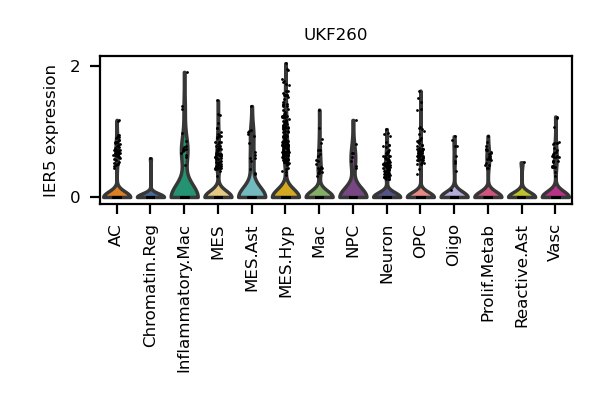 UKF260
IER5 expression
2
0
AC
Chromatin.Reg
Inflammatory.Mac
MES
MES.Ast
MES.Hyp
Mac
NPC
Neuron
OPC
Oligo
Prolif.Metab
Reactive.Ast
Vasc